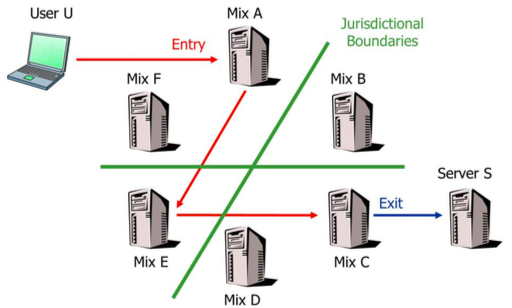 User U
Mix A
Jurisdictional
Boundaries
Entry
Mix F
Mix B
Server S
Exit
Mix E
Mix C
Mix D